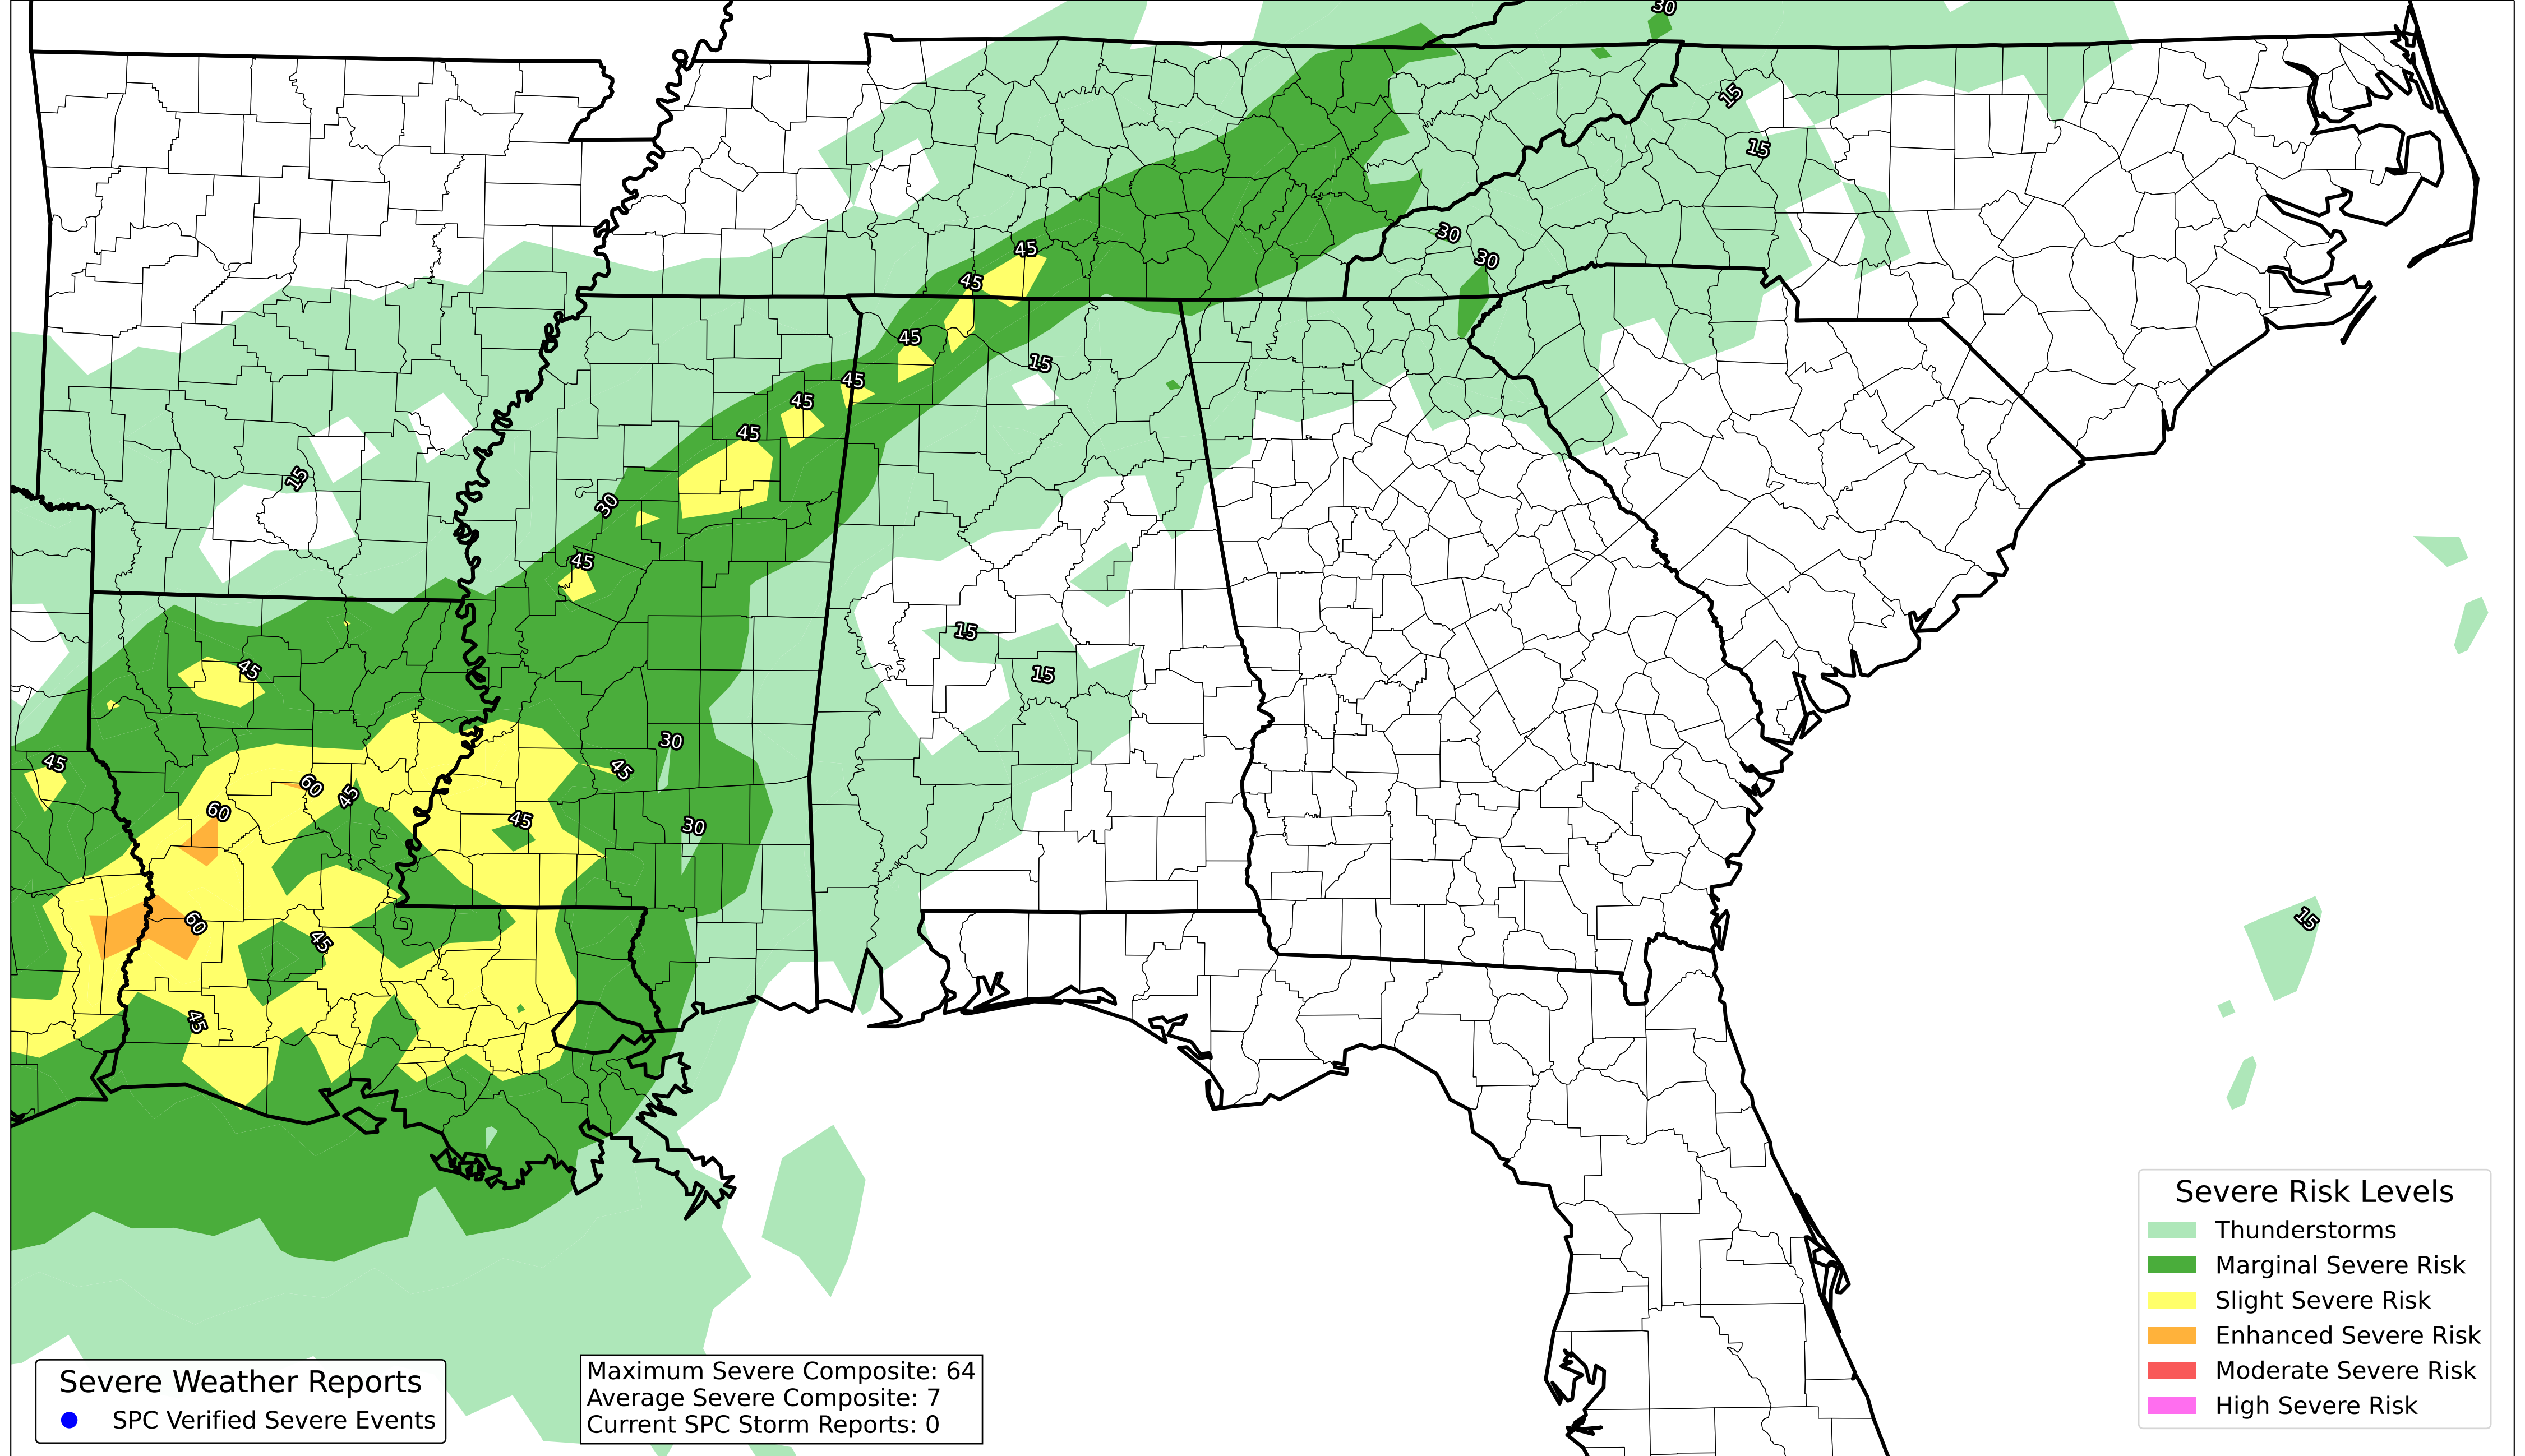 30
15
15
30
30
45
45
45
15
45
45
45
15
30
45
15
45
15
30
45
45
60
45
60
45
30
60
45
15
45
Severe Risk Levels
Thunderstorms
Marginal Severe Risk
Slight Severe Risk
Enhanced Severe Risk
Moderate Severe Risk
High Severe Risk
Severe Weather Reports
SPC Verified Severe Events
Maximum Severe Composite: 64
Average Severe Composite: 7
Current SPC Storm Reports: 0